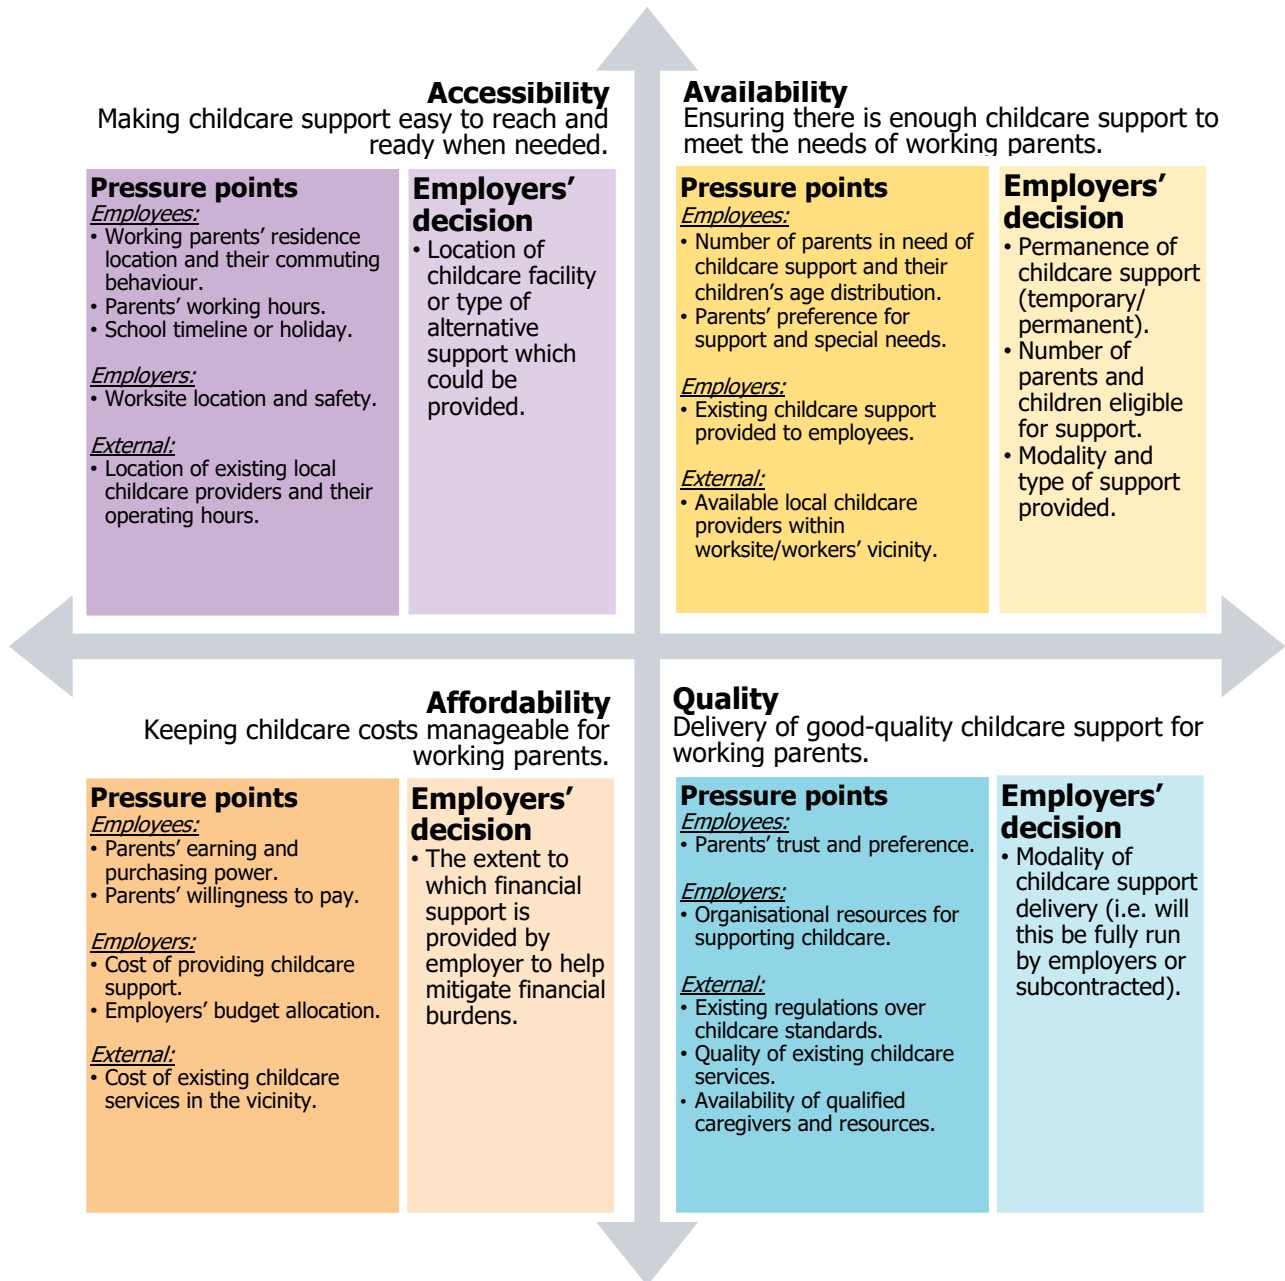 Accessibility
Making childcare support easy to reach and
ready when needed.
Pressure points
Employees:
• Working parents’ residence
location and their commuting
behaviour.
• Parents’ working hours.
• School timeline or holiday.
Employers:
• Worksite location and safety.
External:
• Location of existing local
childcare providers and their
operating hours.
Employers’
decision
• Location of
childcare facility
or type of
alternative
support which
could be
provided.
Availability
Ensuring there is enough childcare support to
meet the needs of working parents.
Pressure points
Employees:
• Number of parents in need of
childcare support and their
children’s age distribution.
• Parents’ preference for
support and special needs.
Employers:
• Existing childcare support
provided to employees.
External:
• Available local childcare
providers within
worksite/workers’ vicinity.
Employers’
decision
• Permanence of
childcare support
(temporary/
permanent).
• Number of
parents and
children eligible
for support.
• Modality and
type of support
provided.
Affordability
Keeping childcare costs manageable for
working parents.
Pressure points
Employees:
• Parents’ earning and
purchasing power.
• Parents’ willingness to pay.
Employers:
• Cost of providing childcare
support.
• Employers’ budget allocation.
External:
• Cost of existing childcare
services in the vicinity.
Employers’
decision
• The extent to
which financial
support is
provided by
employer to help
mitigate financial
burdens.
Quality
Delivery of good-quality childcare support for
working parents.
Pressure points
Employees:
• Parents’ trust and preference.
Employers:
• Organisational resources for
supporting childcare.
External:
• Existing regulations over
childcare standards.
• Quality of existing childcare
services.
• Availability of qualified
caregivers and resources.
Employers’
decision
• Modality of
childcare support
delivery (i.e. will
this be fully run
by employers or
subcontracted).